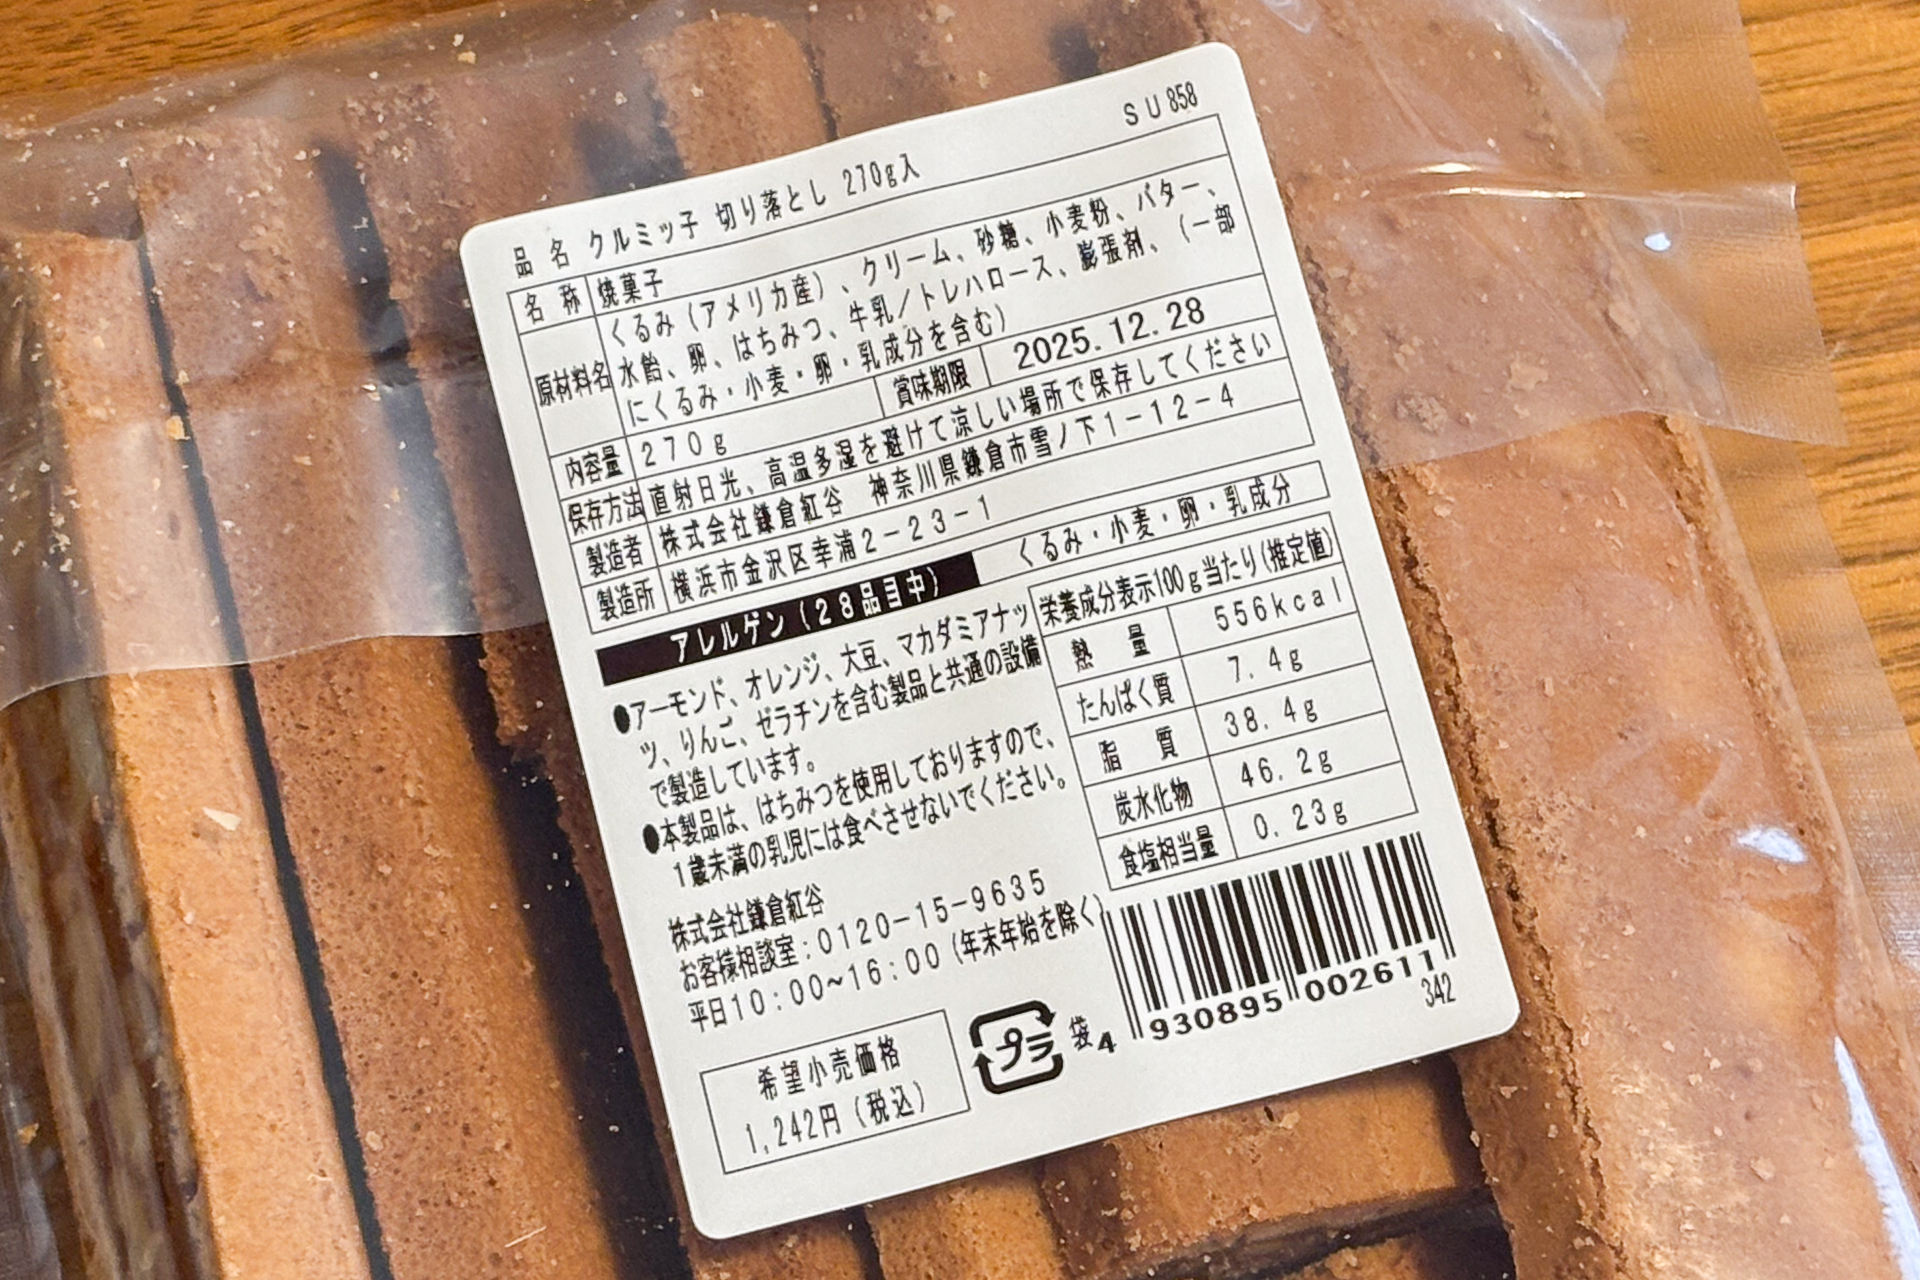 SU858
品名 クルミッ子 切り落とし 270g入
名称 焼菓子
原材料名 くるみ(アメリカ産)、クリーム、砂糖、小麦粉、バター、
水飴、卵、はちみつ、牛乳/トレハロース、膨張剤、(一部
にくるみ・小麦・卵・乳成分を含む)
内容量 270g 賞味期限 2025.12.28
保存方法 直射日光、高温多湿を避けて涼しい場所で保存してください
製造者 株式会社鎌倉紅谷 神奈川県鎌倉市雪ノ下1-12-4
製造所 横浜市金沢区幸浦2-23-1
アレルゲン(28品目中) くるみ・小麦・卵・乳成分
●アーモンド、オレンジ、大豆、マカダミアナッ
ツ、りんご、ゼラチンを含む製品と共通の設備
で製造しています。
●本製品は、はちみつを使用しておりますので、
1歳未満の乳児には食べさせないでください。
栄養成分表示100g当たり(推定値)
熱量 556kcal
たんぱく質 7.4g
脂質 38.4g
炭水化物 46.2g
食塩相当量 0.23g
株式会社鎌倉紅谷
お客様相談室:0120-15-9635
平日10:00~16:00(年末年始を除く)
希望小売価格
1,242円(税込)
プラ 袋
4 930895 002611
342